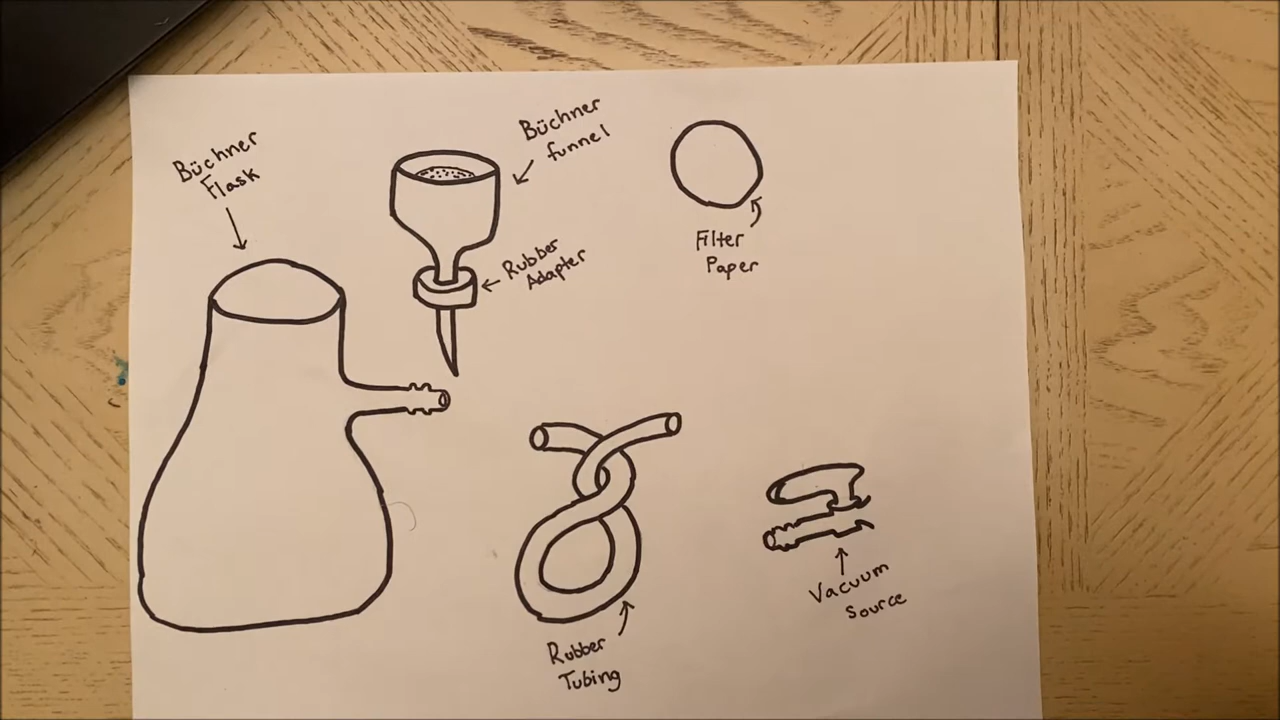 Büchner
Flask
Büchner
funnel
Rubber
Adapter
Filter
Paper
Rubber
Tubing
Vacuum
Source